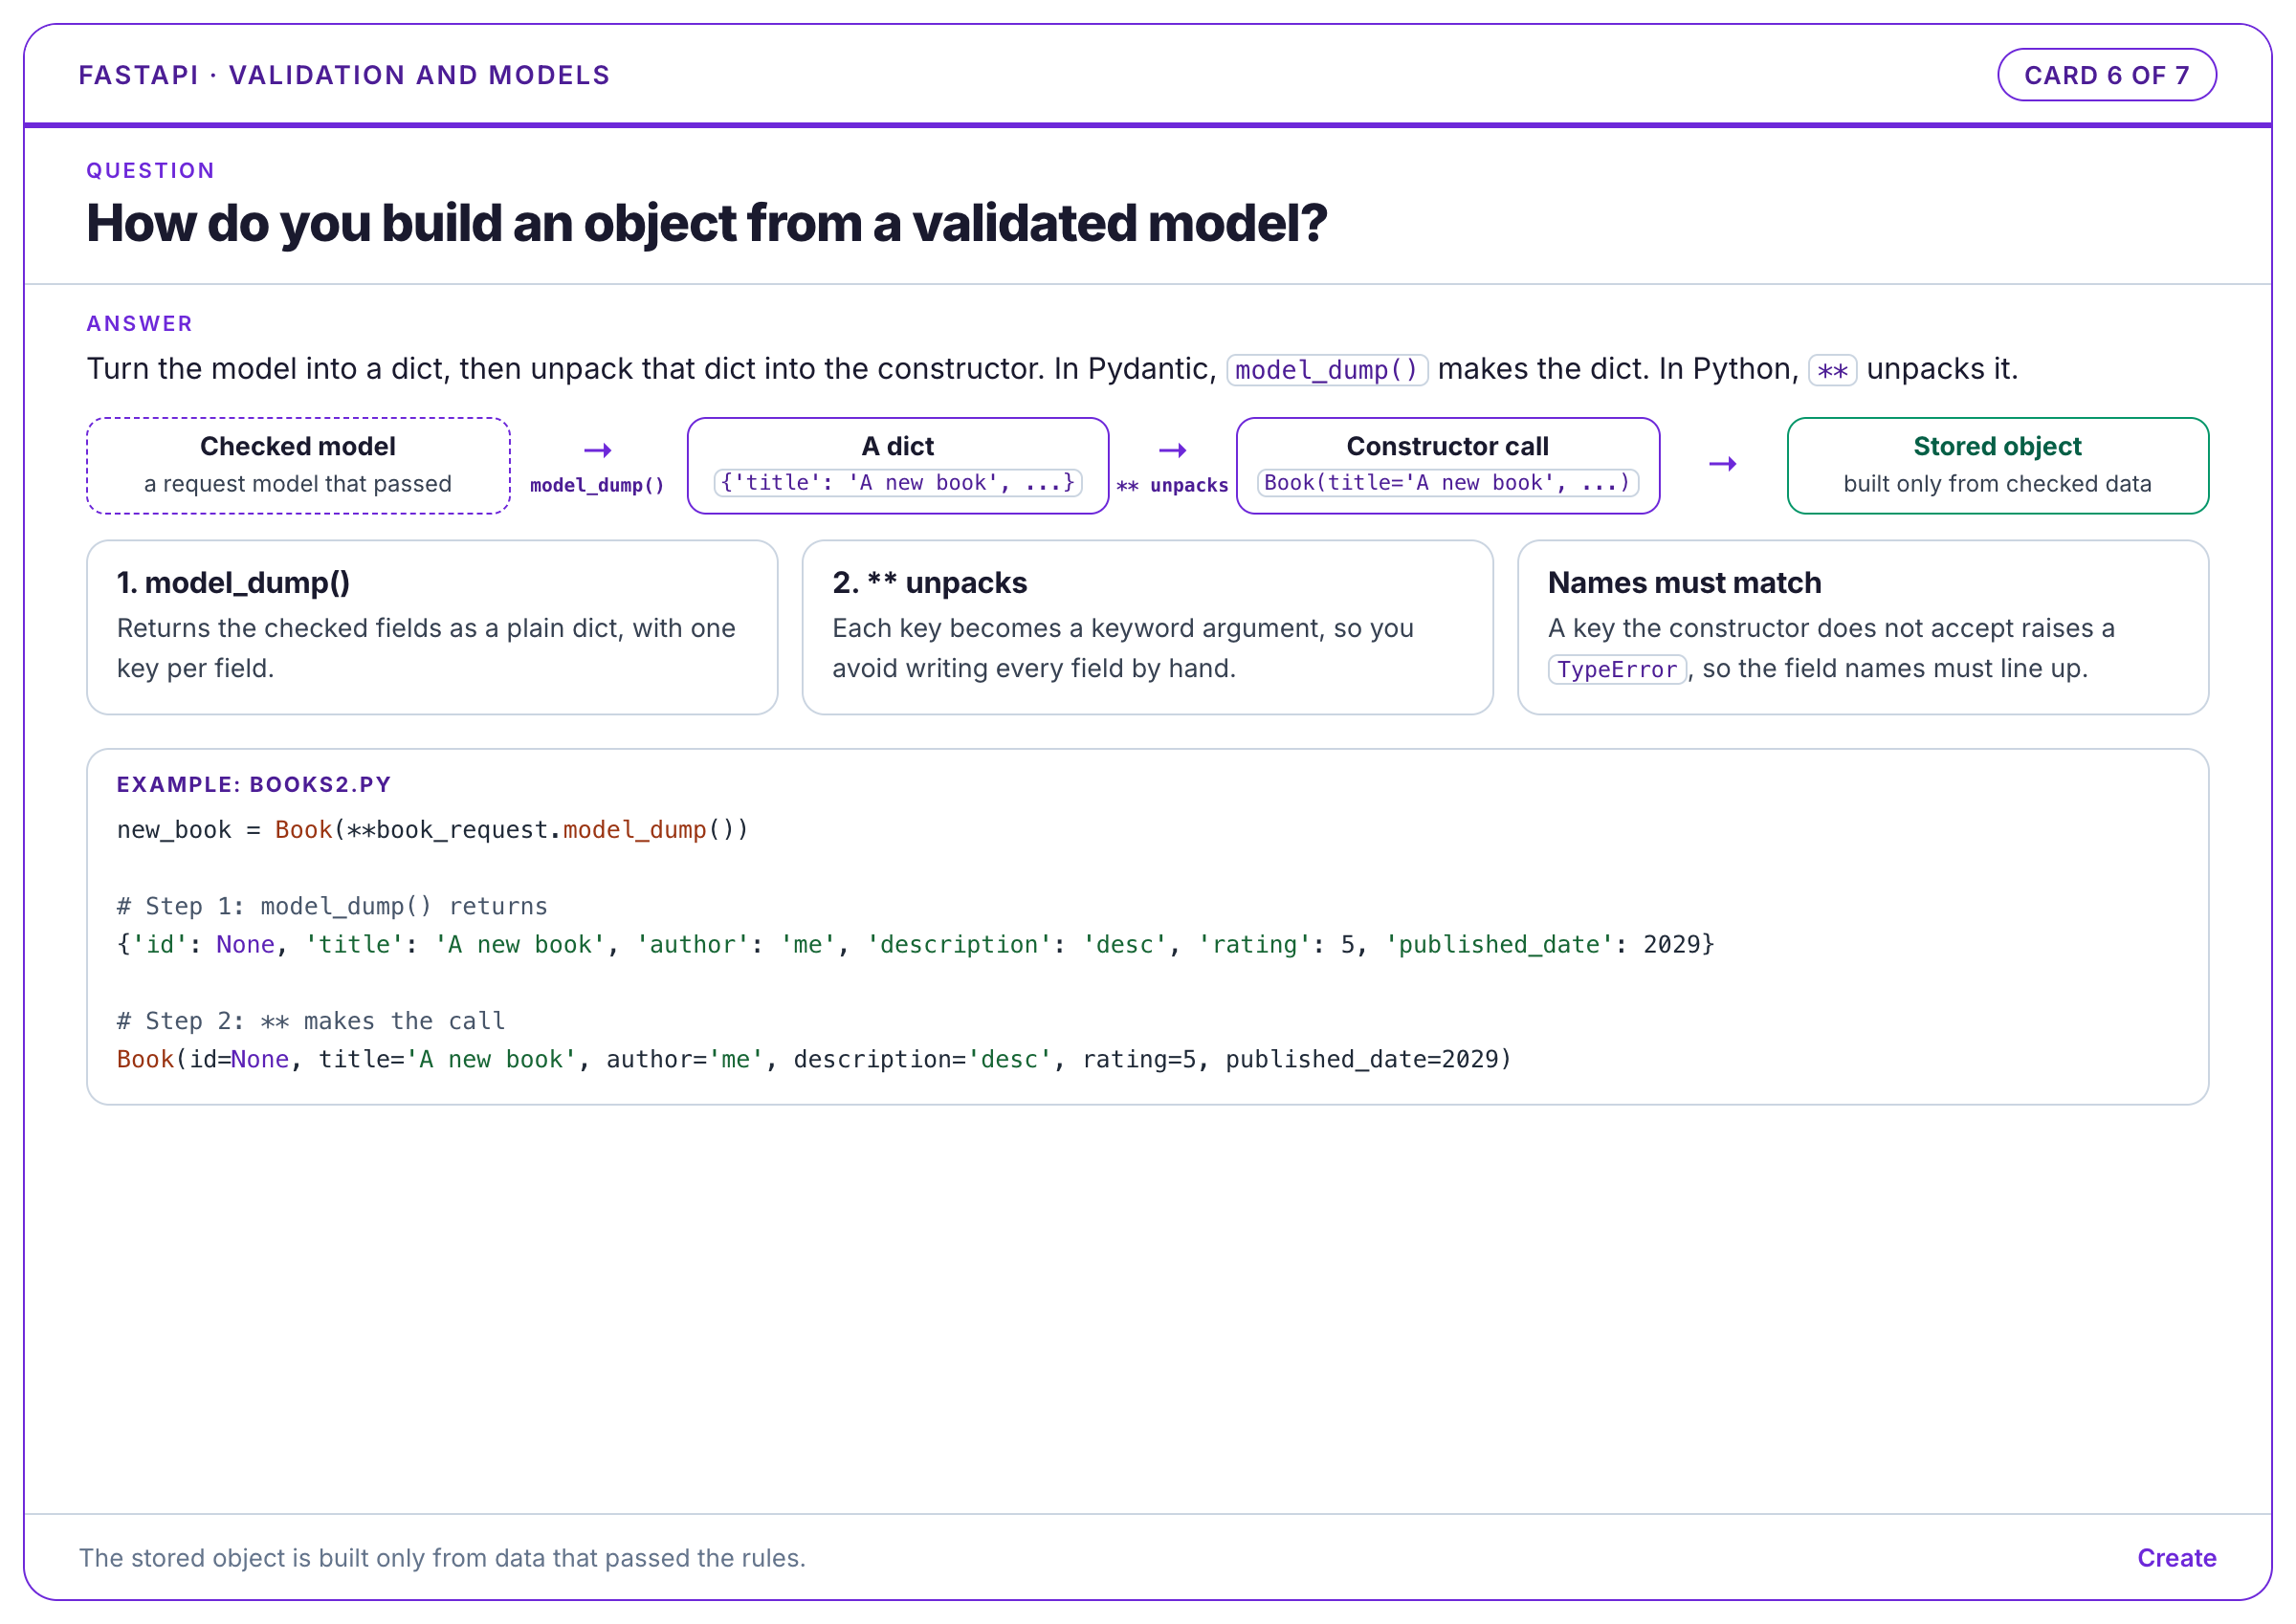 FASTAPI · VALIDATION AND MODELS
CARD 6 OF 7
QUESTION
How do you build an object from a validated model?
ANSWER
Turn the model into a dict, then unpack that dict into the constructor. In Pydantic, model_dump() makes the dict. In Python, ** unpacks it.
Checked model
a request model that passed
→
model_dump()
A dict
{'title': 'A new book', ...}
→
** unpacks
Constructor call
Book(title='A new book', ...)
→
Stored object
built only from checked data
1. model_dump()
Returns the checked fields as a plain dict, with one
key per field.
2. ** unpacks
Each key becomes a keyword argument, so you
avoid writing every field by hand.
Names must match
A key the constructor does not accept raises a
TypeError, so the field names must line up.
EXAMPLE: BOOKS2.PY
new_book = Book(**book_request.model_dump())
# Step 1: model_dump() returns
{'id': None, 'title': 'A new book', 'author': 'me', 'description': 'desc', 'rating': 5, 'published_date': 2029}
# Step 2: ** makes the call
Book(id=None, title='A new book', author='me', description='desc', rating=5, published_date=2029)
The stored object is built only from data that passed the rules.
Create